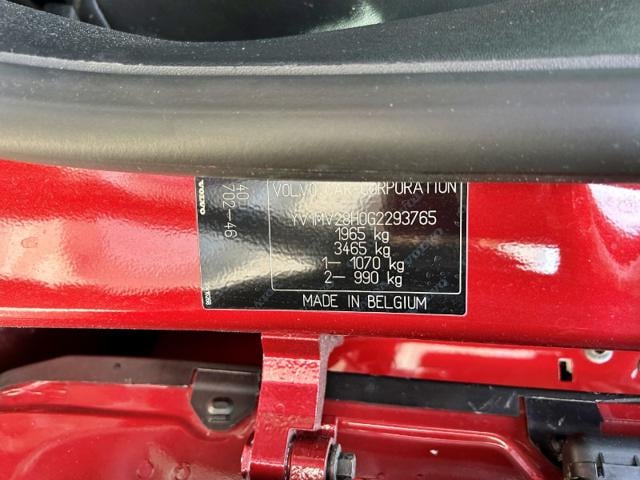 VOLVO CAR CORPORATION
YV1MV28H0G2293765
1965 kg
3465 kg
1– 1070 kg
2– 990 kg
MADE IN BELGIUM
702–46
VOLVO